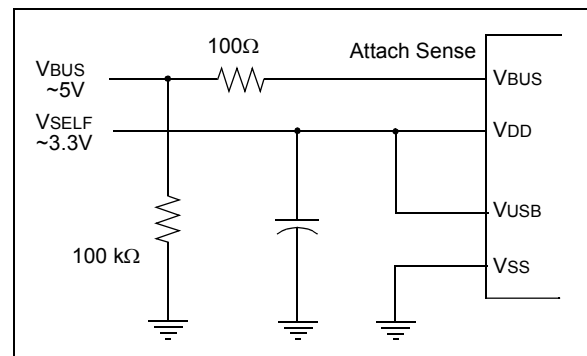 100Ω
Attach Sense
VBUS
~5V
VBUS
VSELF
~3.3V
VDD
VUSB
100 kΩ
VSS